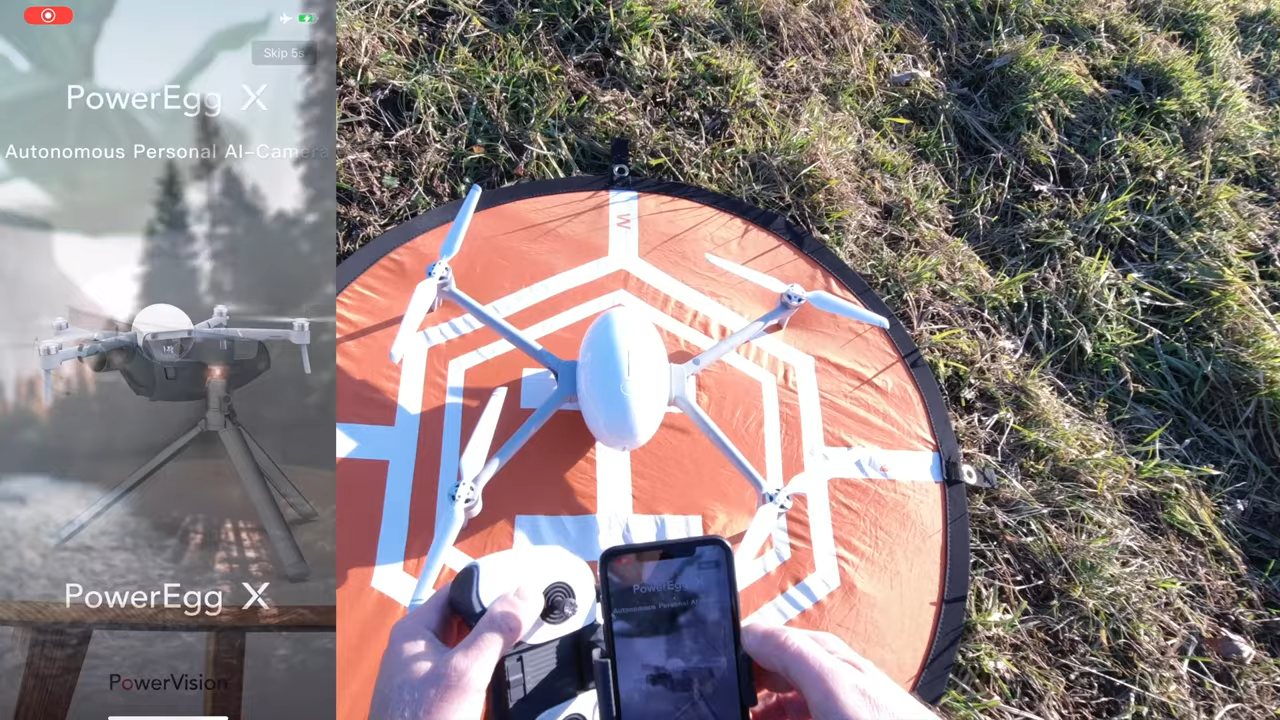 Skip 5s
PowerEgg X
Autonomous Personal AI-Camera
PowerEgg X
PowerVision
W
PowerEgg X
Autonomous Personal AI